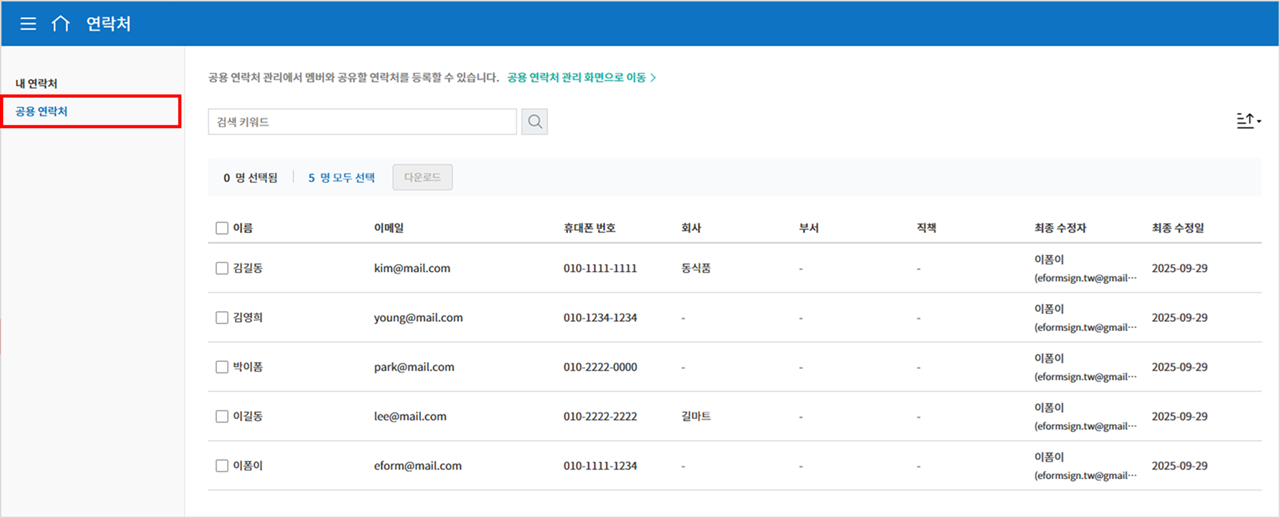 연락처
내 연락처
공용 연락처
공용 연락처 관리에서 멤버와 공유할 연락처를 등록할 수 있습니다. 공용 연락처 관리 화면으로 이동 >
검색 키워드
0 명 선택됨 5 명 모두 선택 다운로드
이름 이메일 휴대폰 번호 회사 부서 직책 최종 수정자 최종 수정일
김길동 kim@mail.com 010-1111-1111 동식품 - - 이폼이 (eformsign.tw@gmail··· 2025-09-29
김영희 young@mail.com 010-1234-1234 - - - 이폼이 (eformsign.tw@gmail··· 2025-09-29
박이폼 park@mail.com 010-2222-0000 - - - 이폼이 (eformsign.tw@gmail··· 2025-09-29
이길동 lee@mail.com 010-2222-2222 길마트 - - 이폼이 (eformsign.tw@gmail··· 2025-09-29
이폼이 eform@mail.com 010-1111-1234 - - - 이폼이 (eformsign.tw@gmail··· 2025-09-29